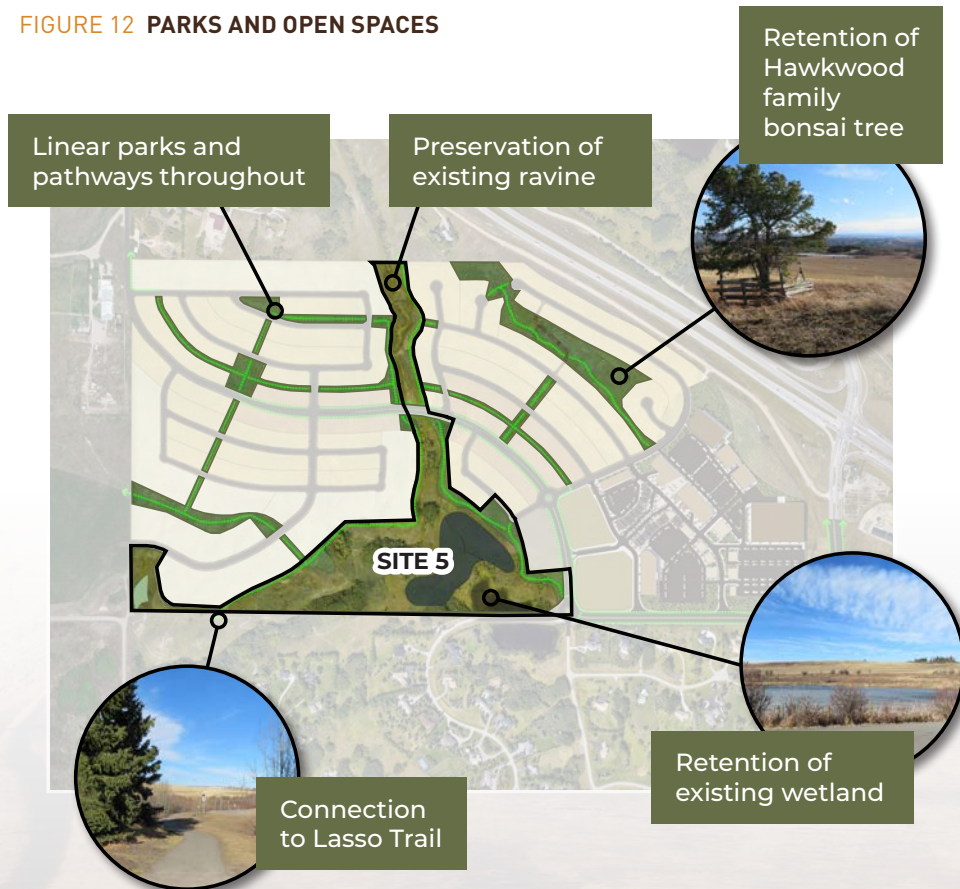 FIGURE 12 PARKS AND OPEN SPACES
Retention of
Hawkwood
family
bonsai tree
Linear parks and
pathways throughout
Preservation of
existing ravine
SITE 5
Retention of
existing wetland
Connection
to Lasso Trail